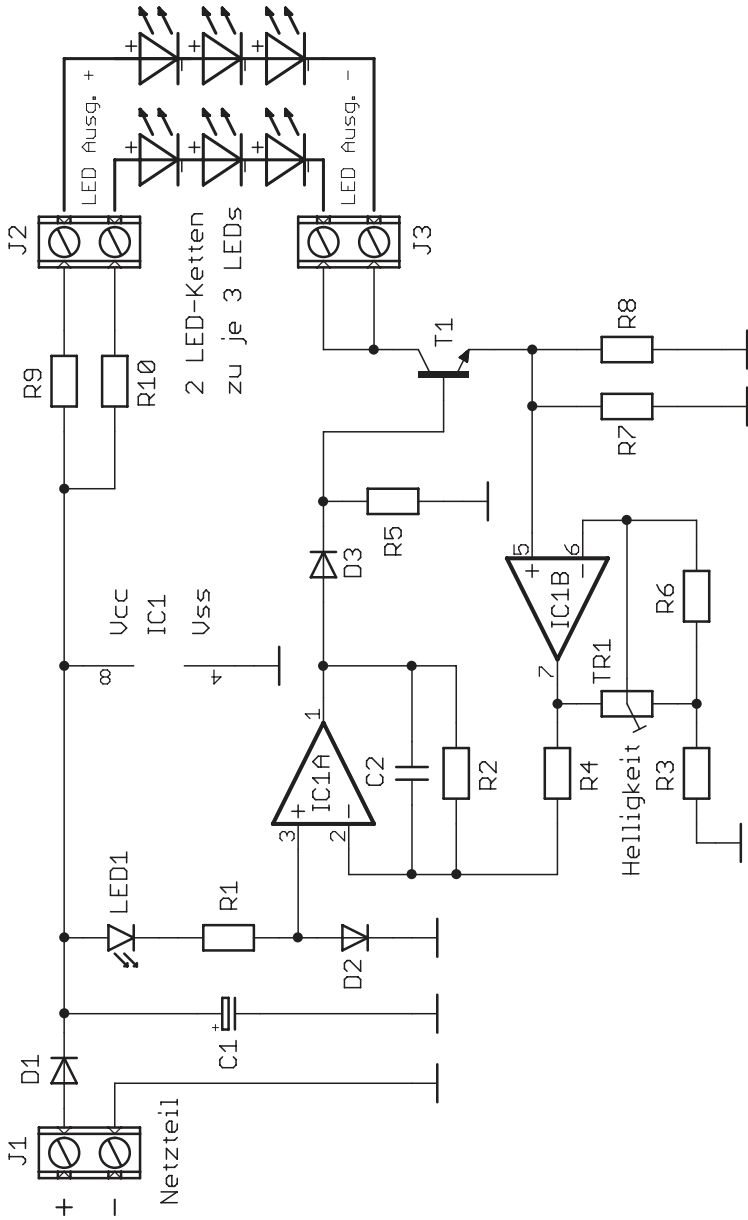 J1
+
−
Netzteil
D1
C1
+
LED1
R1
D2
3
2
+
−
IC1A
1
C2
R2
8
4
Vcc
IC1
Vss
D3
R5
R4
Helligkeit
R3
TR1
R6
7
IC1B
5
6
+
−
R7
R8
T1
R9
R10
2 LED-Ketten
zu je 3 LEDs
J2
J3
LED Ausg. +
LED Ausg. −
+
+
+
+
+
+